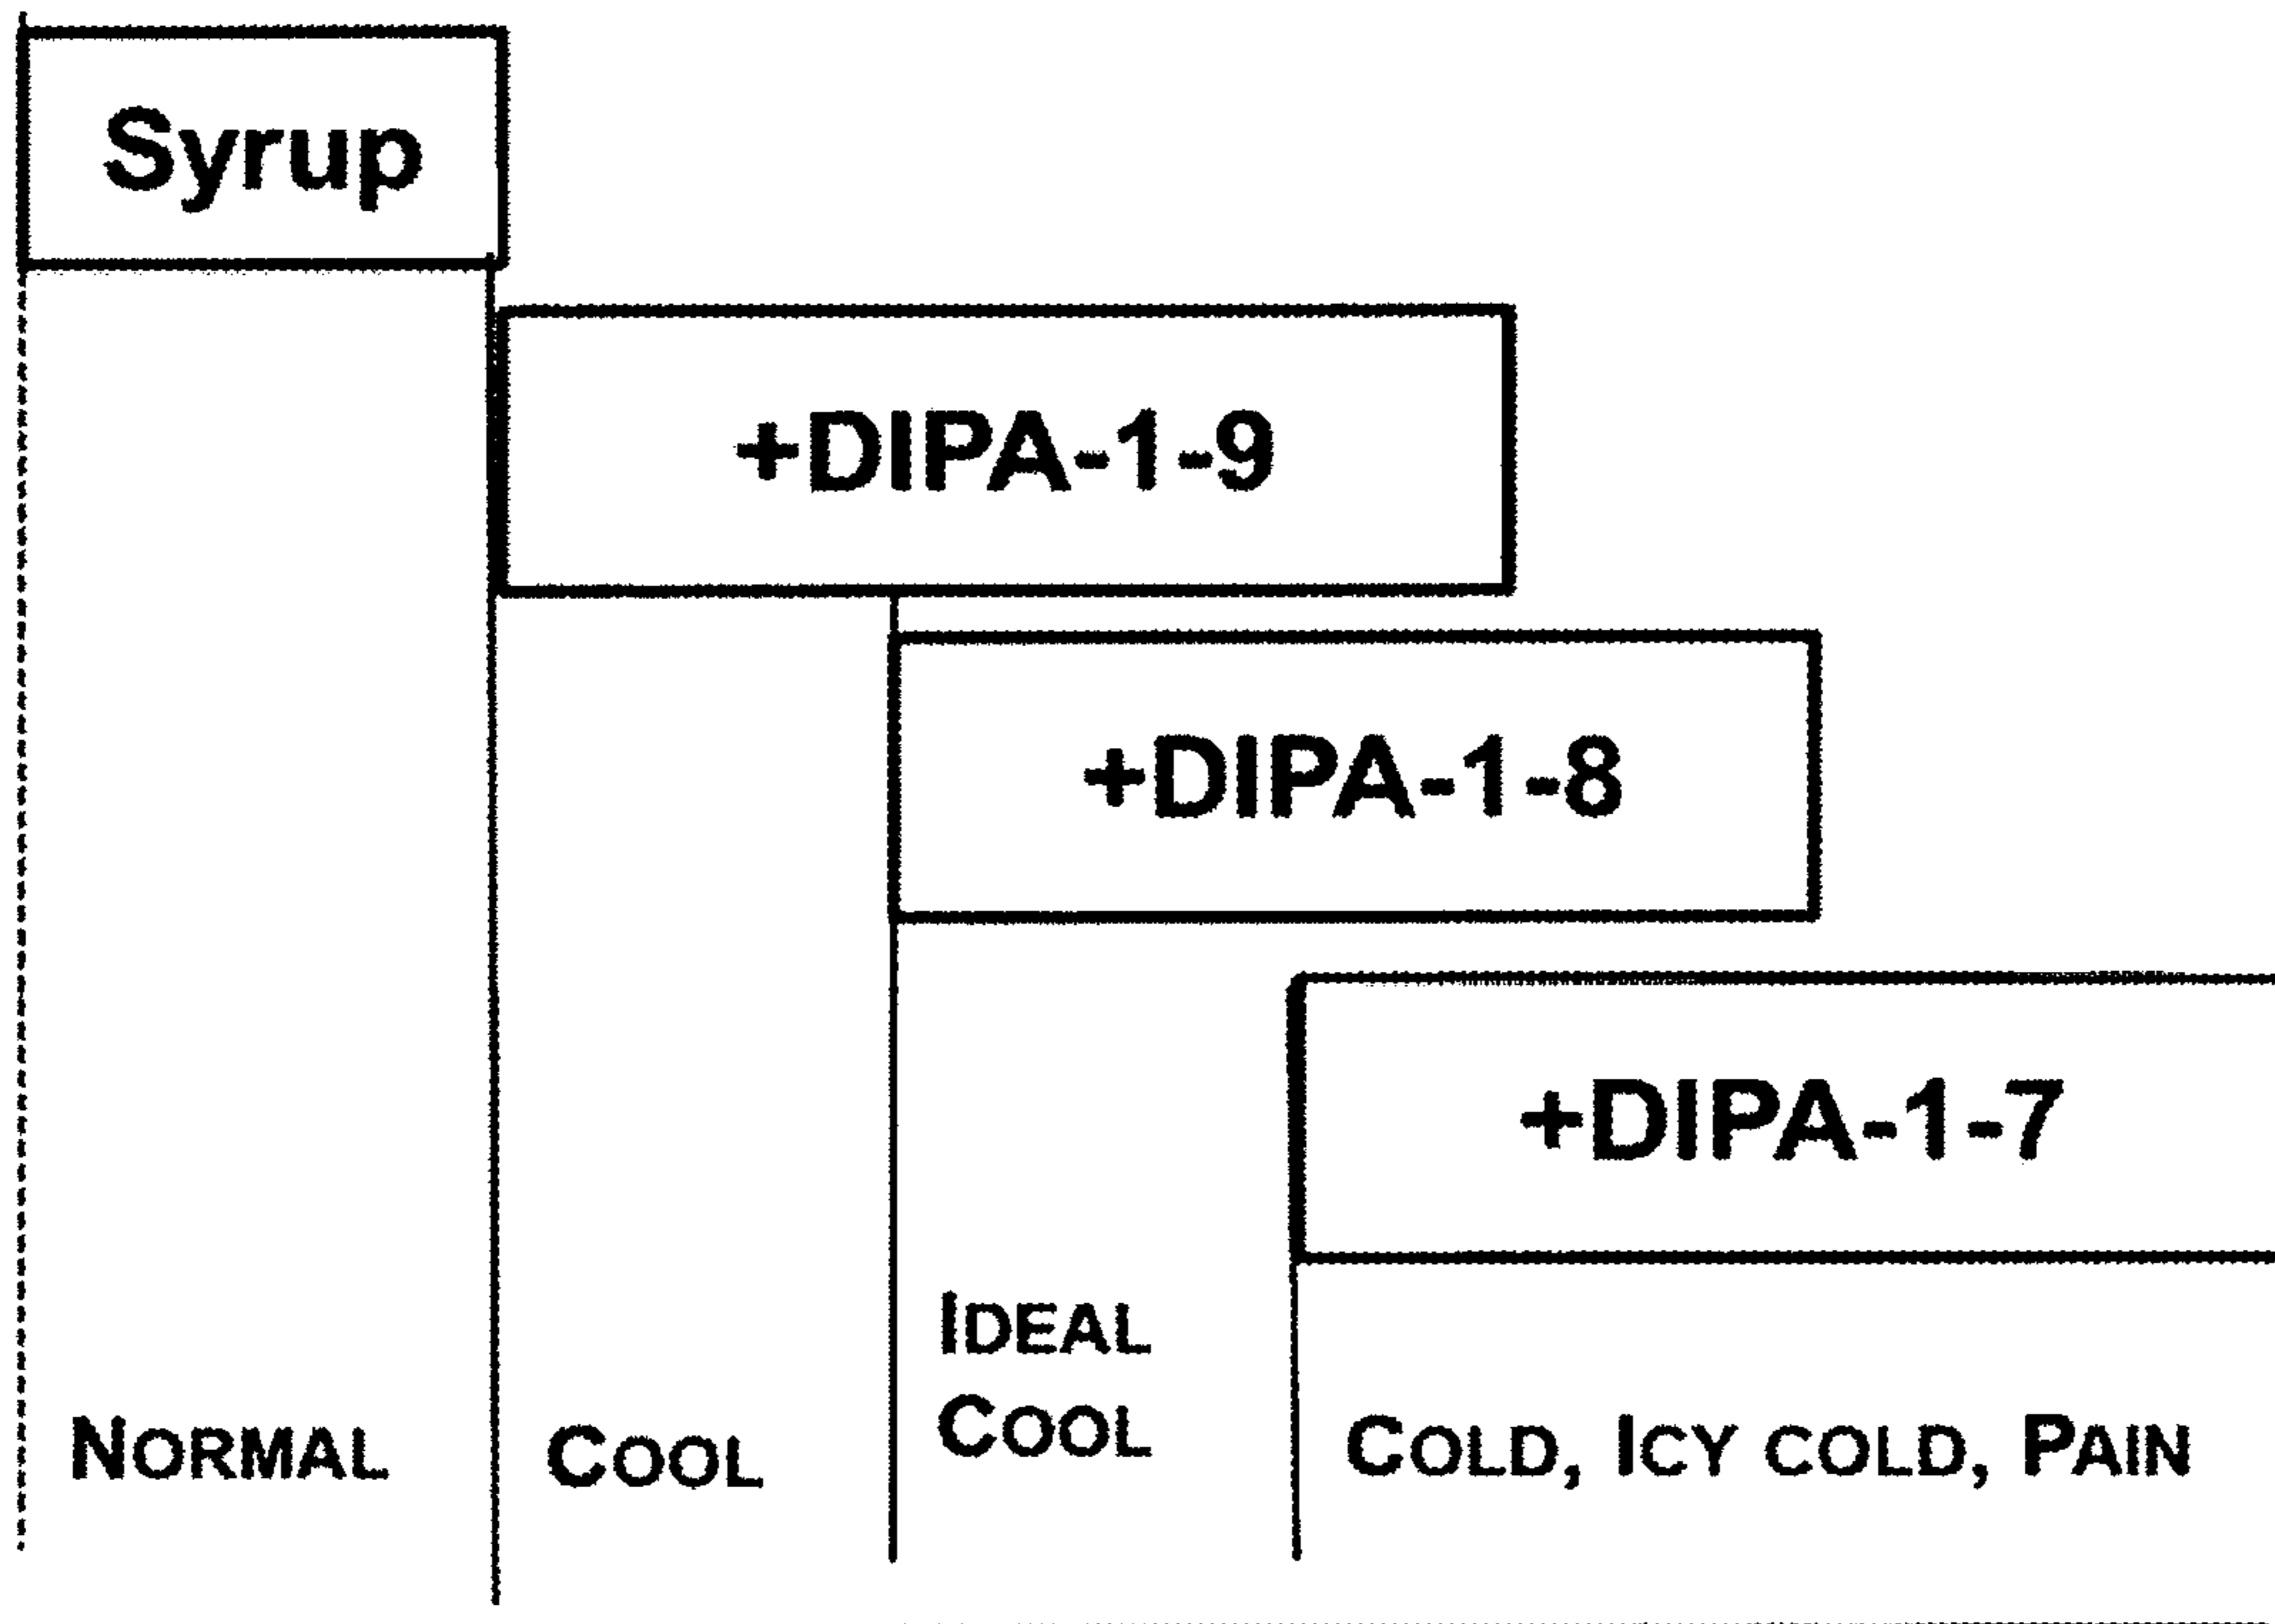 Syrup
+DIPA-1-9
+DIPA-1-8
+DIPA-1-7
IDEAL
COOL
NORMAL
COOL
COLD, ICY COLD, PAIN